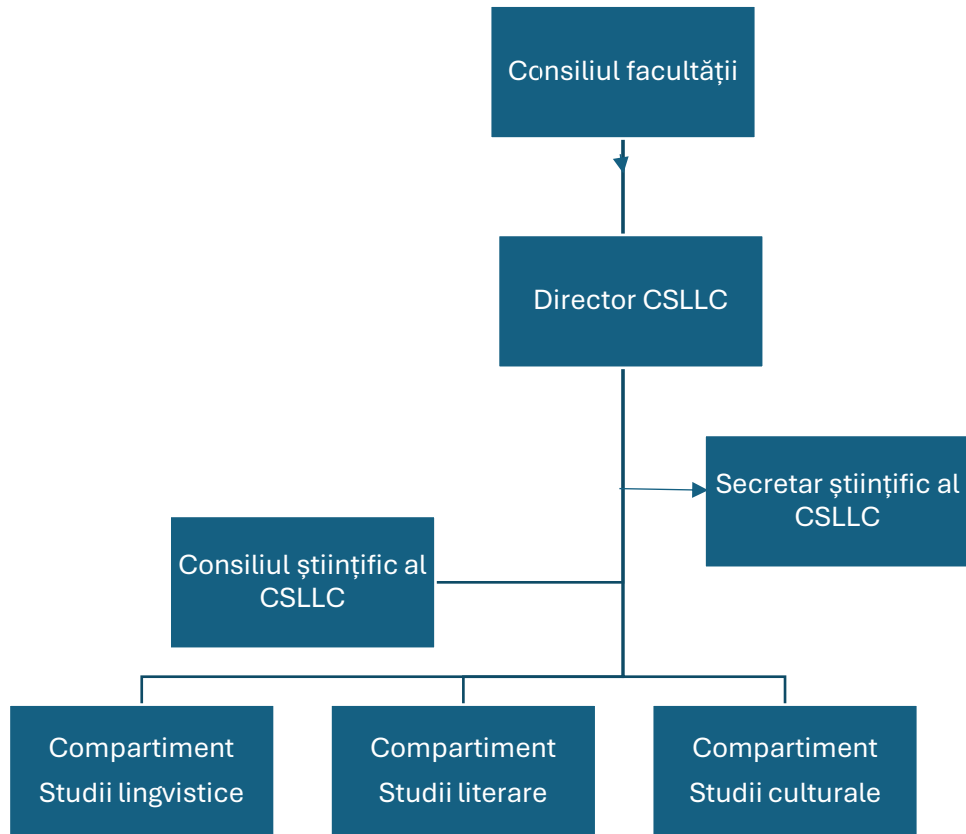 Consiliul facultății
Director CSLLC
Secretar științific al
CSLLC
Consiliul științific al
CSLLC
Compartiment
Studii lingvistice
Compartiment
Studii literare
Compartiment
Studii culturale